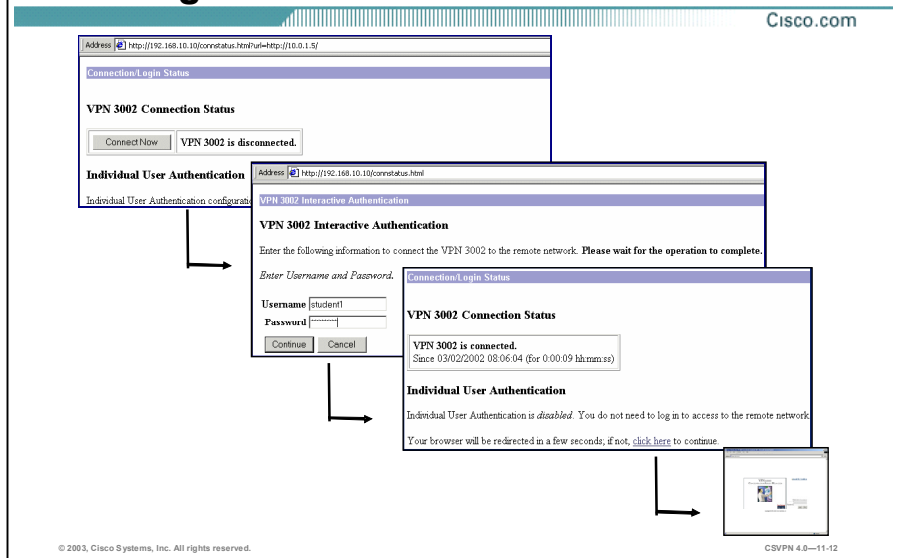 Cisco.com
Address http://192.168.10.10/connstatus.html?url=http://10.0.1.5/
Connection/Login Status
VPN 3002 Connection Status
Connect Now VPN 3002 is disconnected.
Individual User Authentication
Individual User Authentication
Address http://192.168.10.10/connstatus.html
VPN 3002 Interactive Authentication
VPN 3002 Interactive Authentication
Enter the following information to connect the VPN 3002 to the remote network. Please wait for the operation to complete.
Enter Username and Password.
Username student1
Password **********
Continue Cancel
Connection/Login Status
VPN 3002 Connection Status
VPN 3002 is connected.
Since 03/02/2002 08:06:04 (for 0:00:09 hh:mm:ss)
Individual User Authentication
Individual User Authentication is disabled. You do not need to log in to access to the remote network
Your browser will be redirected in a few seconds; if not, click here to continue.
© 2003, Cisco Systems, Inc. All rights reserved.
CSVPN 4.0—11-12